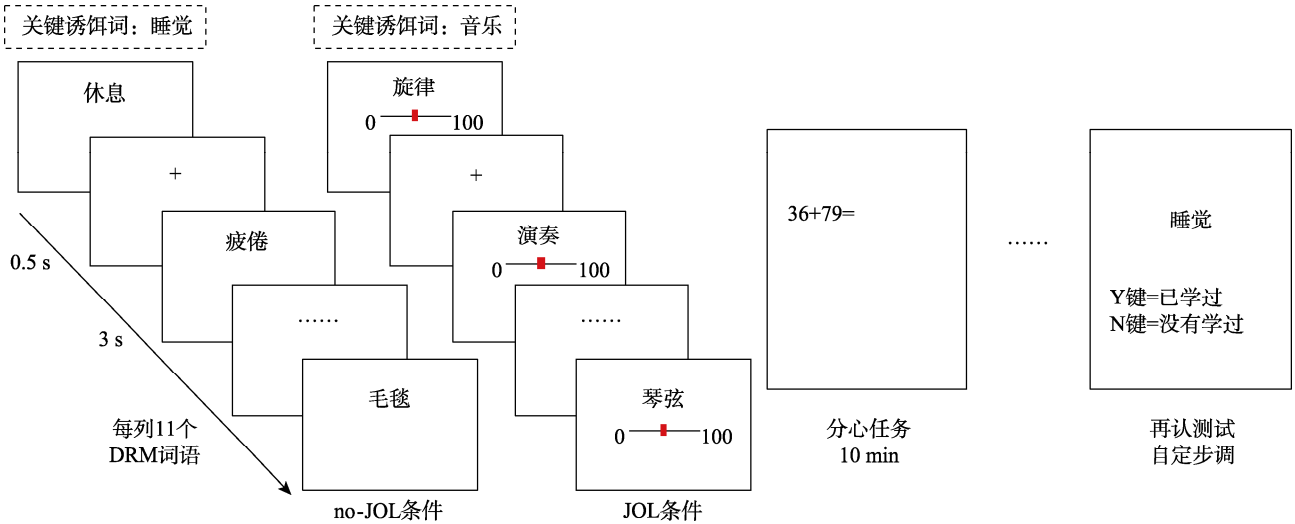 关键诱饵词：睡觉
休息
+
疲倦
……
毛毯
0.5 s
3 s
每列11个
DRM词语
no-JOL条件
关键诱饵词：音乐
旋律
0 100
+
演奏
0 100
……
琴弦
0 100
JOL条件
36+79=
分心任务
10 min
……
睡觉
Y键=已学过
N键=没有学过
再认测试
自定步调